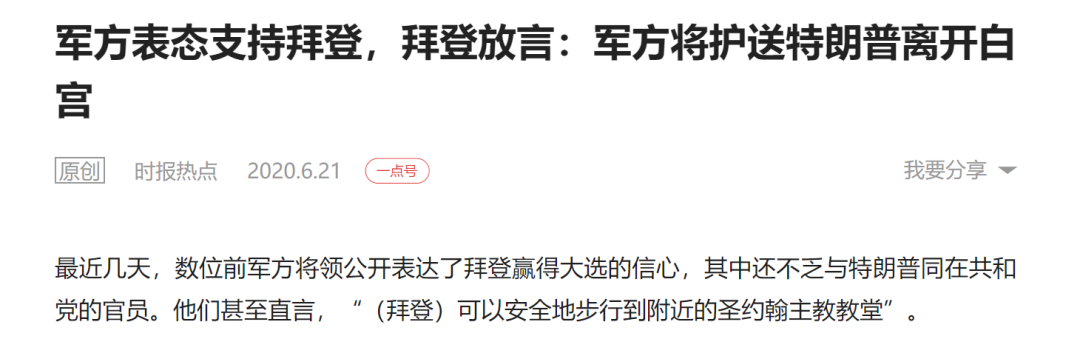 军方表态支持拜登，拜登放言：军方将护送特朗普离开白
宫
原创 时报热点 2020.6.21 一点号 我要分享
最近几天，数位前军方将领公开表达了拜登赢得大选的信心，其中还不乏与特朗普同在共和
党的官员。他们甚至直言，“（拜登）可以安全地步行到附近的圣约翰主教教堂”。